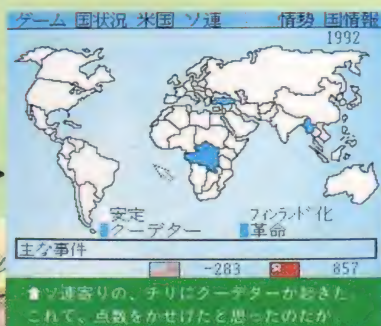 ゲーム 国状況 米国 ソ連 情勢 国情報
1992
安定 フィンランド化
クーデター 革命
主な事件
-283 857
⬆ソ連寄りの、チリにクーデターが起きた。
これで、点数をかせげたと思ったのだが